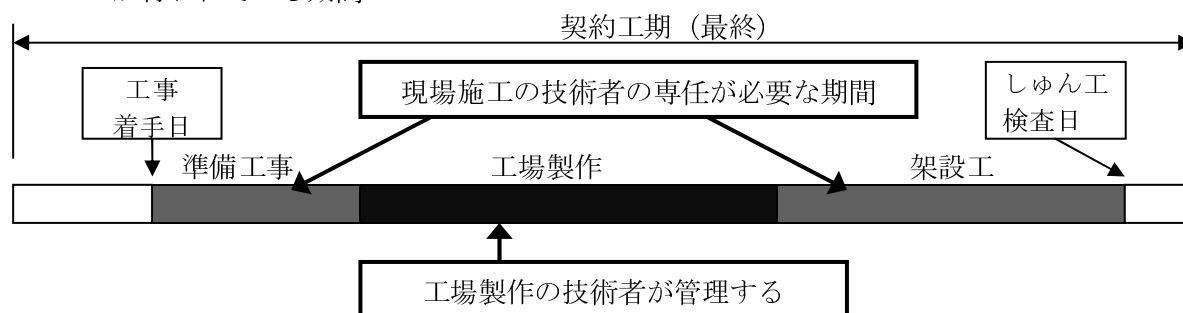 契約工期（最終）
工事
着手日
現場施工の技術者の専任が必要な期間
しゅん工
検査日
準備工事
工場製作
架設工
工場製作の技術者が管理する